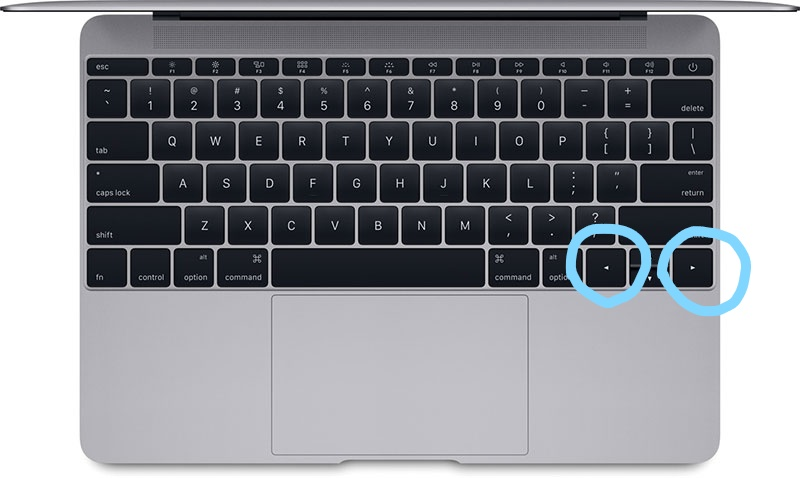 esc F1 F2 F3 F4 F5 F6 F7 F8 F9 F10 F11 F12
~ ! @ # $ % ^ & * ( ) _ +
` 1 2 3 4 5 6 7 8 9 0 - = delete
tab Q W E R T Y U I O P { [ } ] | \
caps lock A S D F G H J K L : ; " ' enter return
shift Z X C V B N M < , > . ?
fn control alt option ⌘ command ⌘ command alt optio ◂ ▾ ▸